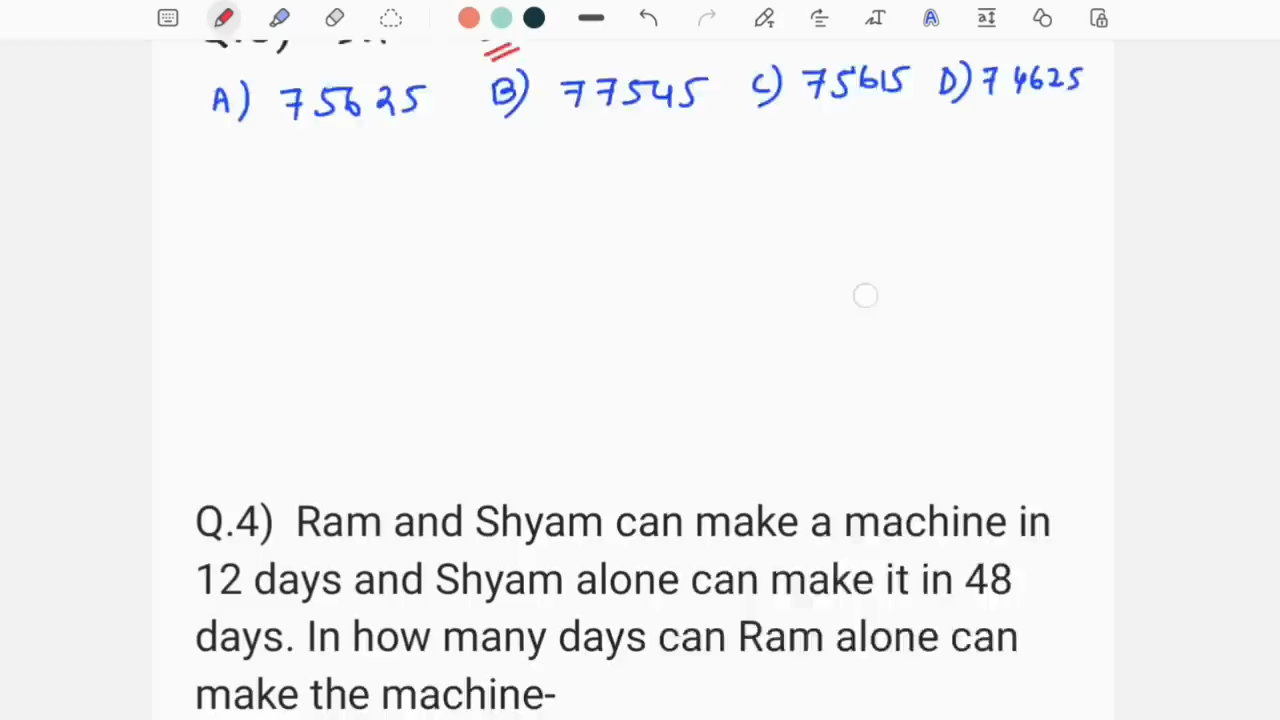 A) 75625 B) 77545 C) 75615 D) 74625
Q.4) Ram and Shyam can make a machine in
12 days and Shyam alone can make it in 48
days. In how many days can Ram alone can
make the machine-